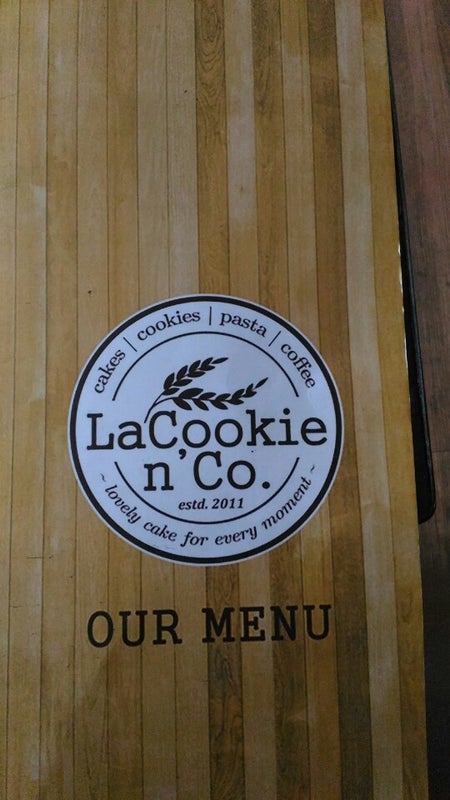 cakes | cookies | pasta | coffee
LaCookie
n'Co.
estd. 2011
~ lovely cake for every moment ~
OUR MENU